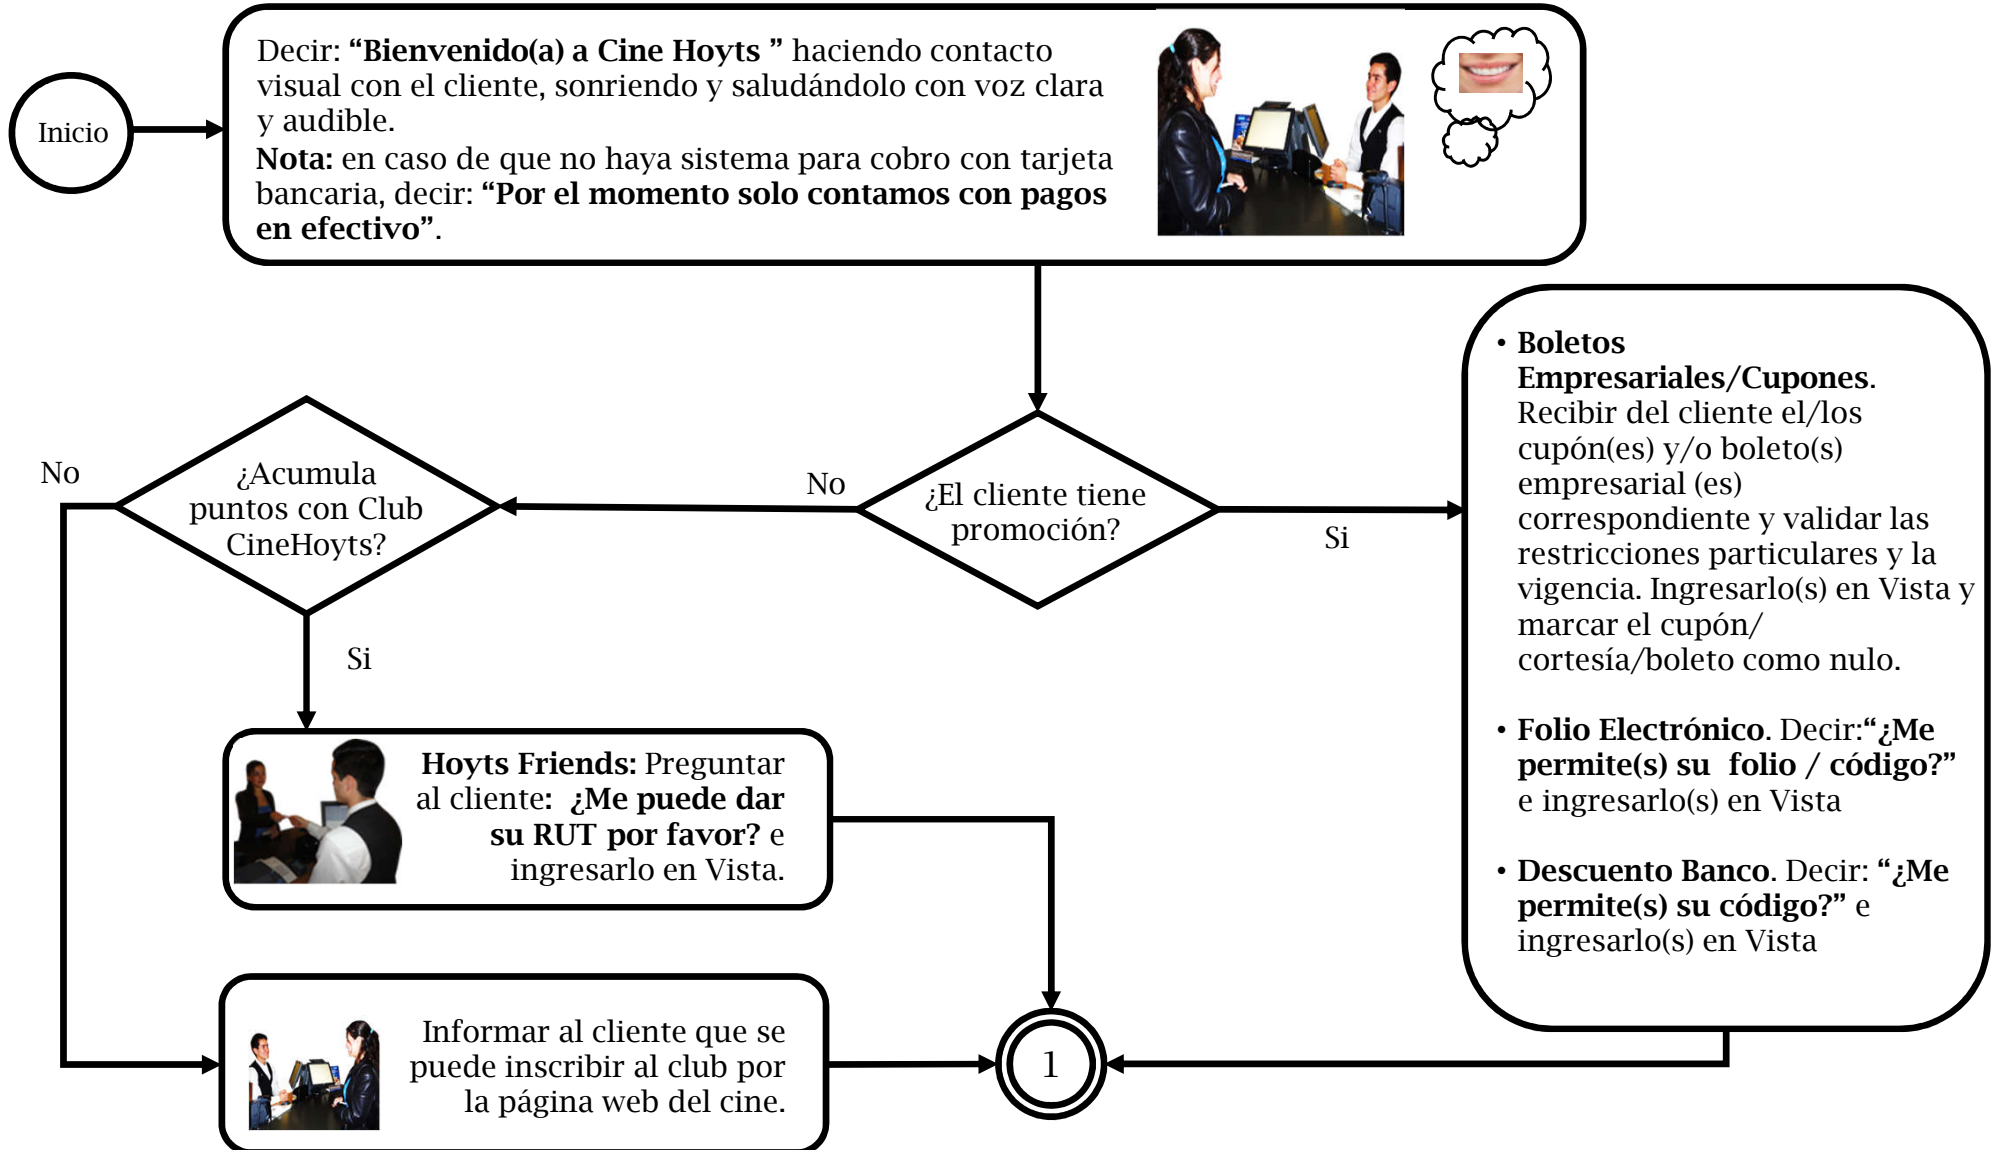 Inicio
Decir: “Bienvenido(a) a Cine Hoyts ” haciendo contacto
visual con el cliente, sonriendo y saludándolo con voz clara
y audible.
Nota: en caso de que no haya sistema para cobro con tarjeta
bancaria, decir: “Por el momento solo contamos con pagos
en efectivo”.
¿El cliente tiene
promoción?
No
Si
¿Acumula
puntos con Club
CineHoyts?
No
Si
• Boletos
Empresariales/Cupones.
Recibir del cliente el/los
cupón(es) y/o boleto(s)
empresarial (es)
correspondiente y validar las
restricciones particulares y la
vigencia. Ingresarlo(s) en Vista y
marcar el cupón/
cortesía/boleto como nulo.
• Folio Electrónico. Decir:“¿Me
permite(s) su folio / código?”
e ingresarlo(s) en Vista
• Descuento Banco. Decir: “¿Me
permite(s) su código?” e
ingresarlo(s) en Vista
Hoyts Friends: Preguntar
al cliente: ¿Me puede dar
su RUT por favor? e
ingresarlo en Vista.
Informar al cliente que se
puede inscribir al club por
la página web del cine.
1